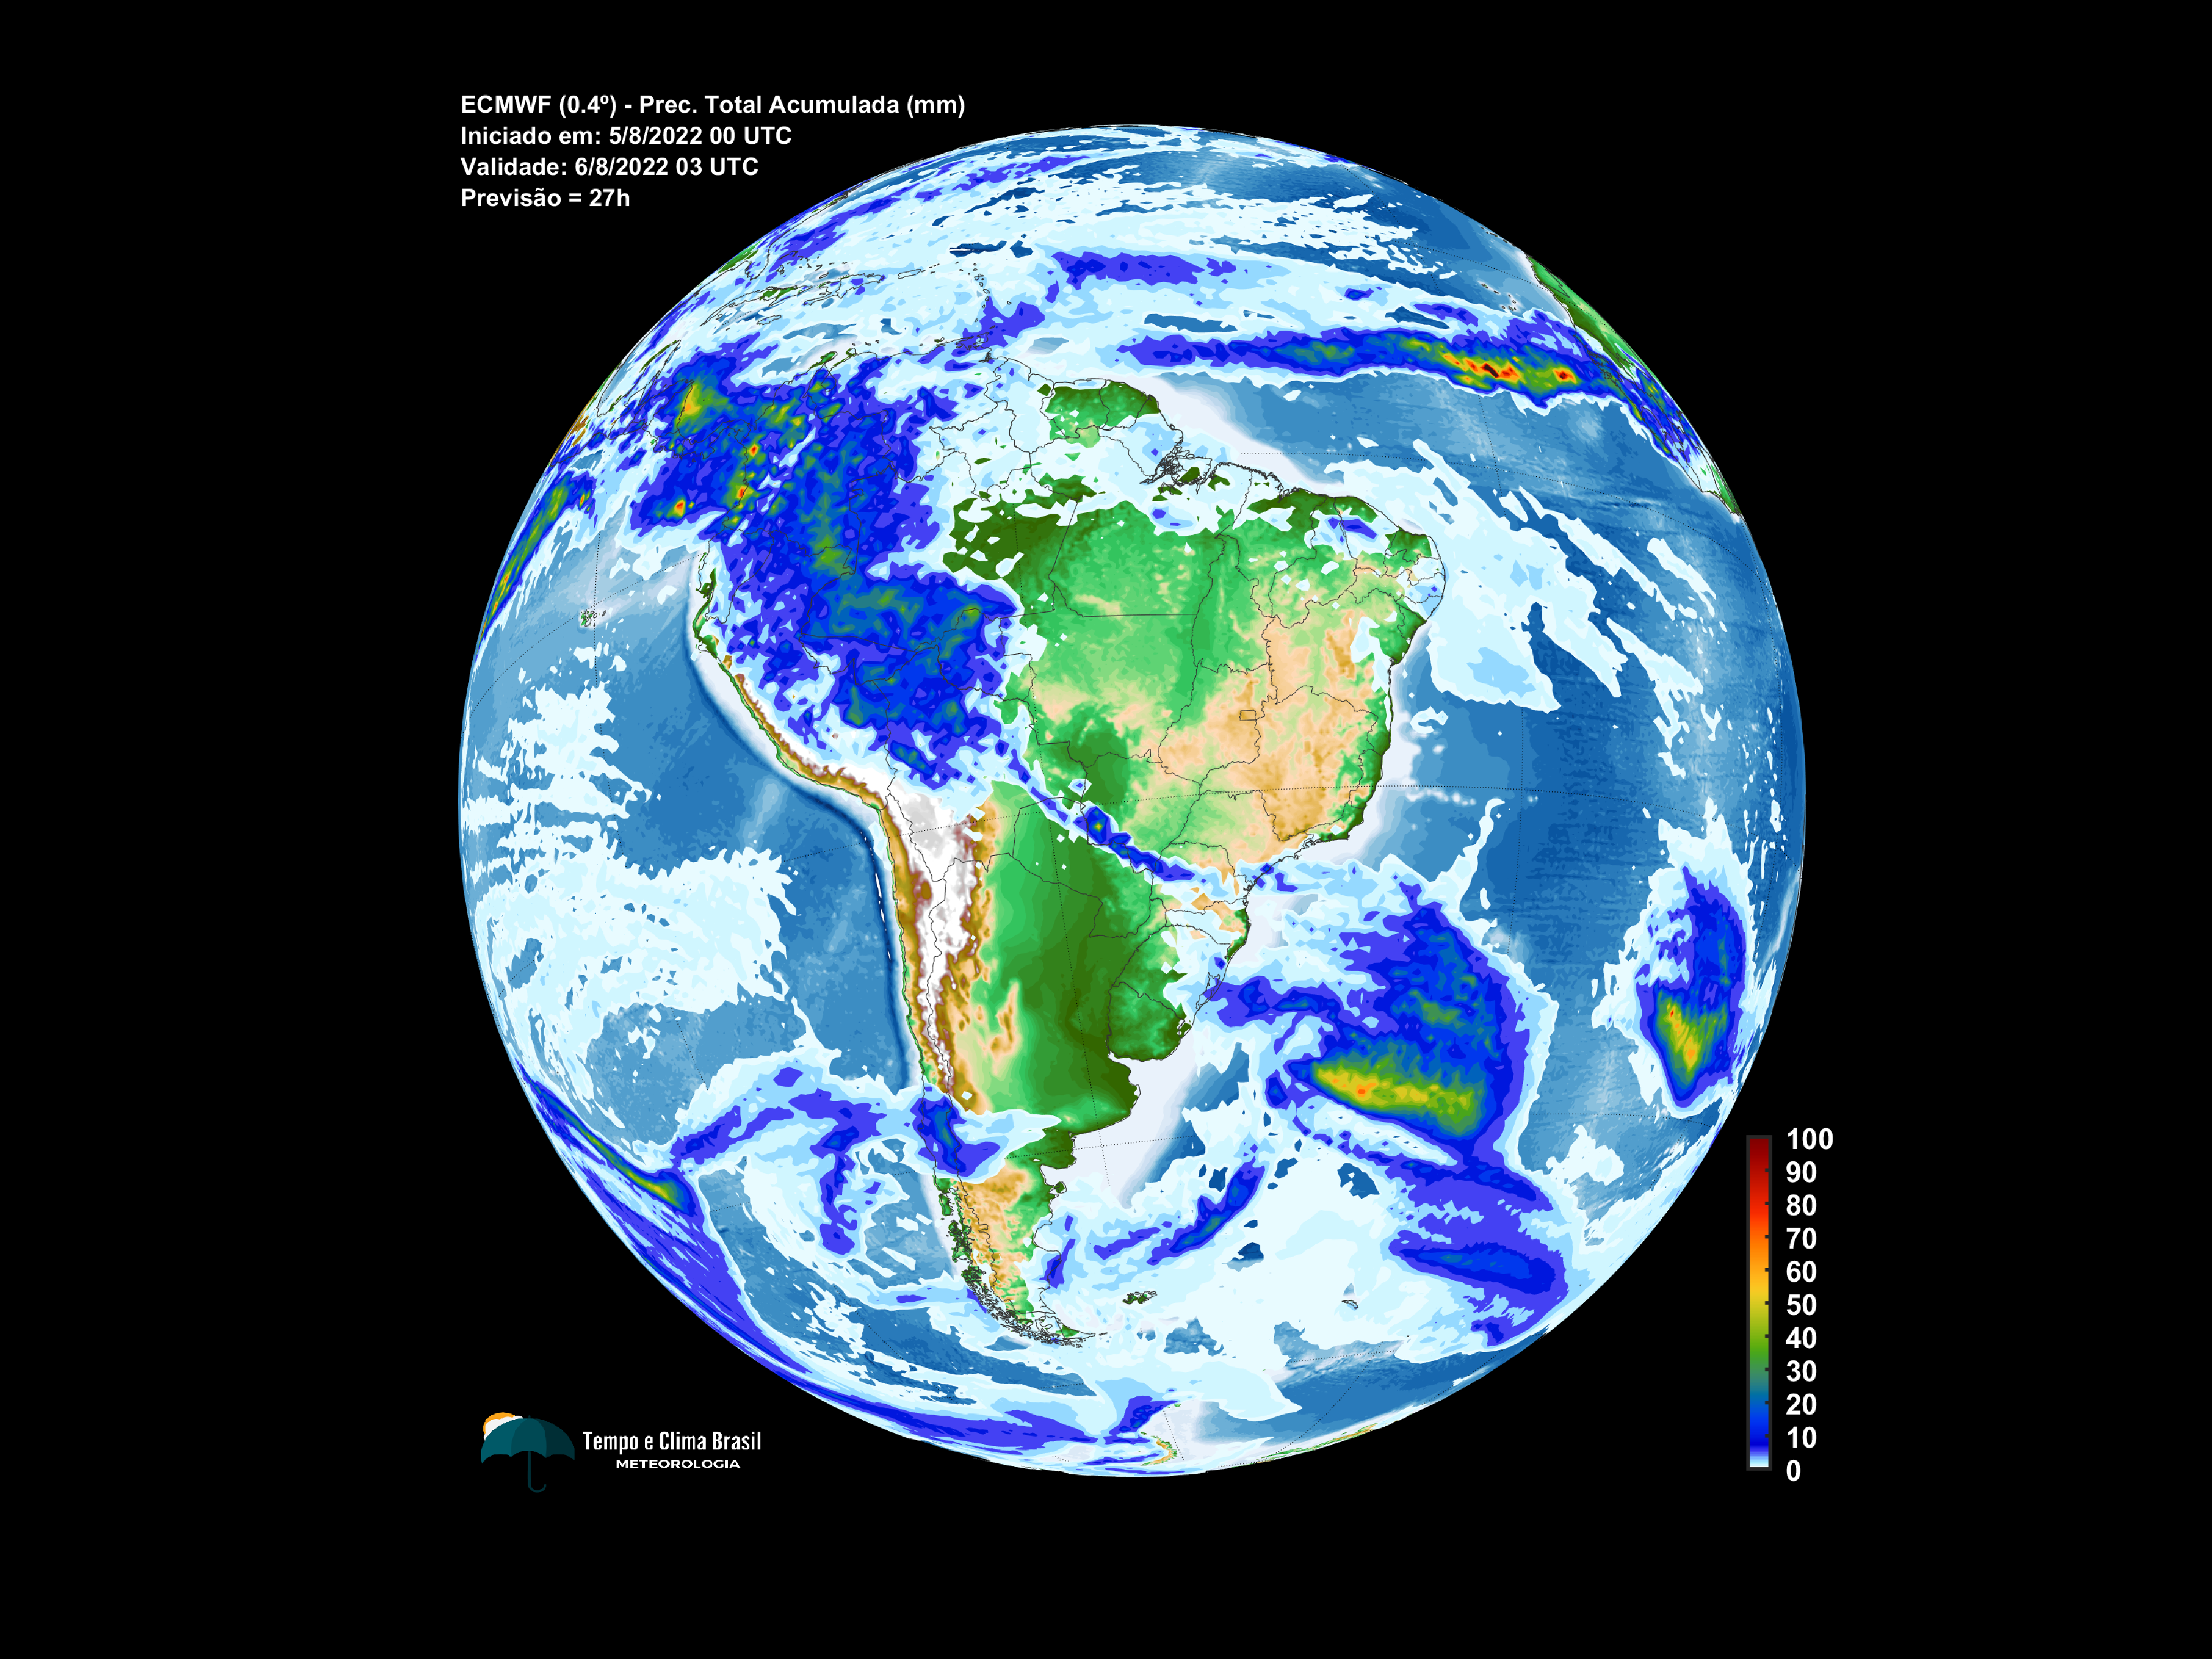 ECMWF (0.4º) - Prec. Total Acumulada (mm)
Iniciado em: 5/8/2022 00 UTC
Validade: 6/8/2022 03 UTC
Previsão = 27h
100
90
80
70
60
50
40
30
20
10
0
Tempo e Clima Brasil
METEOROLOGIA